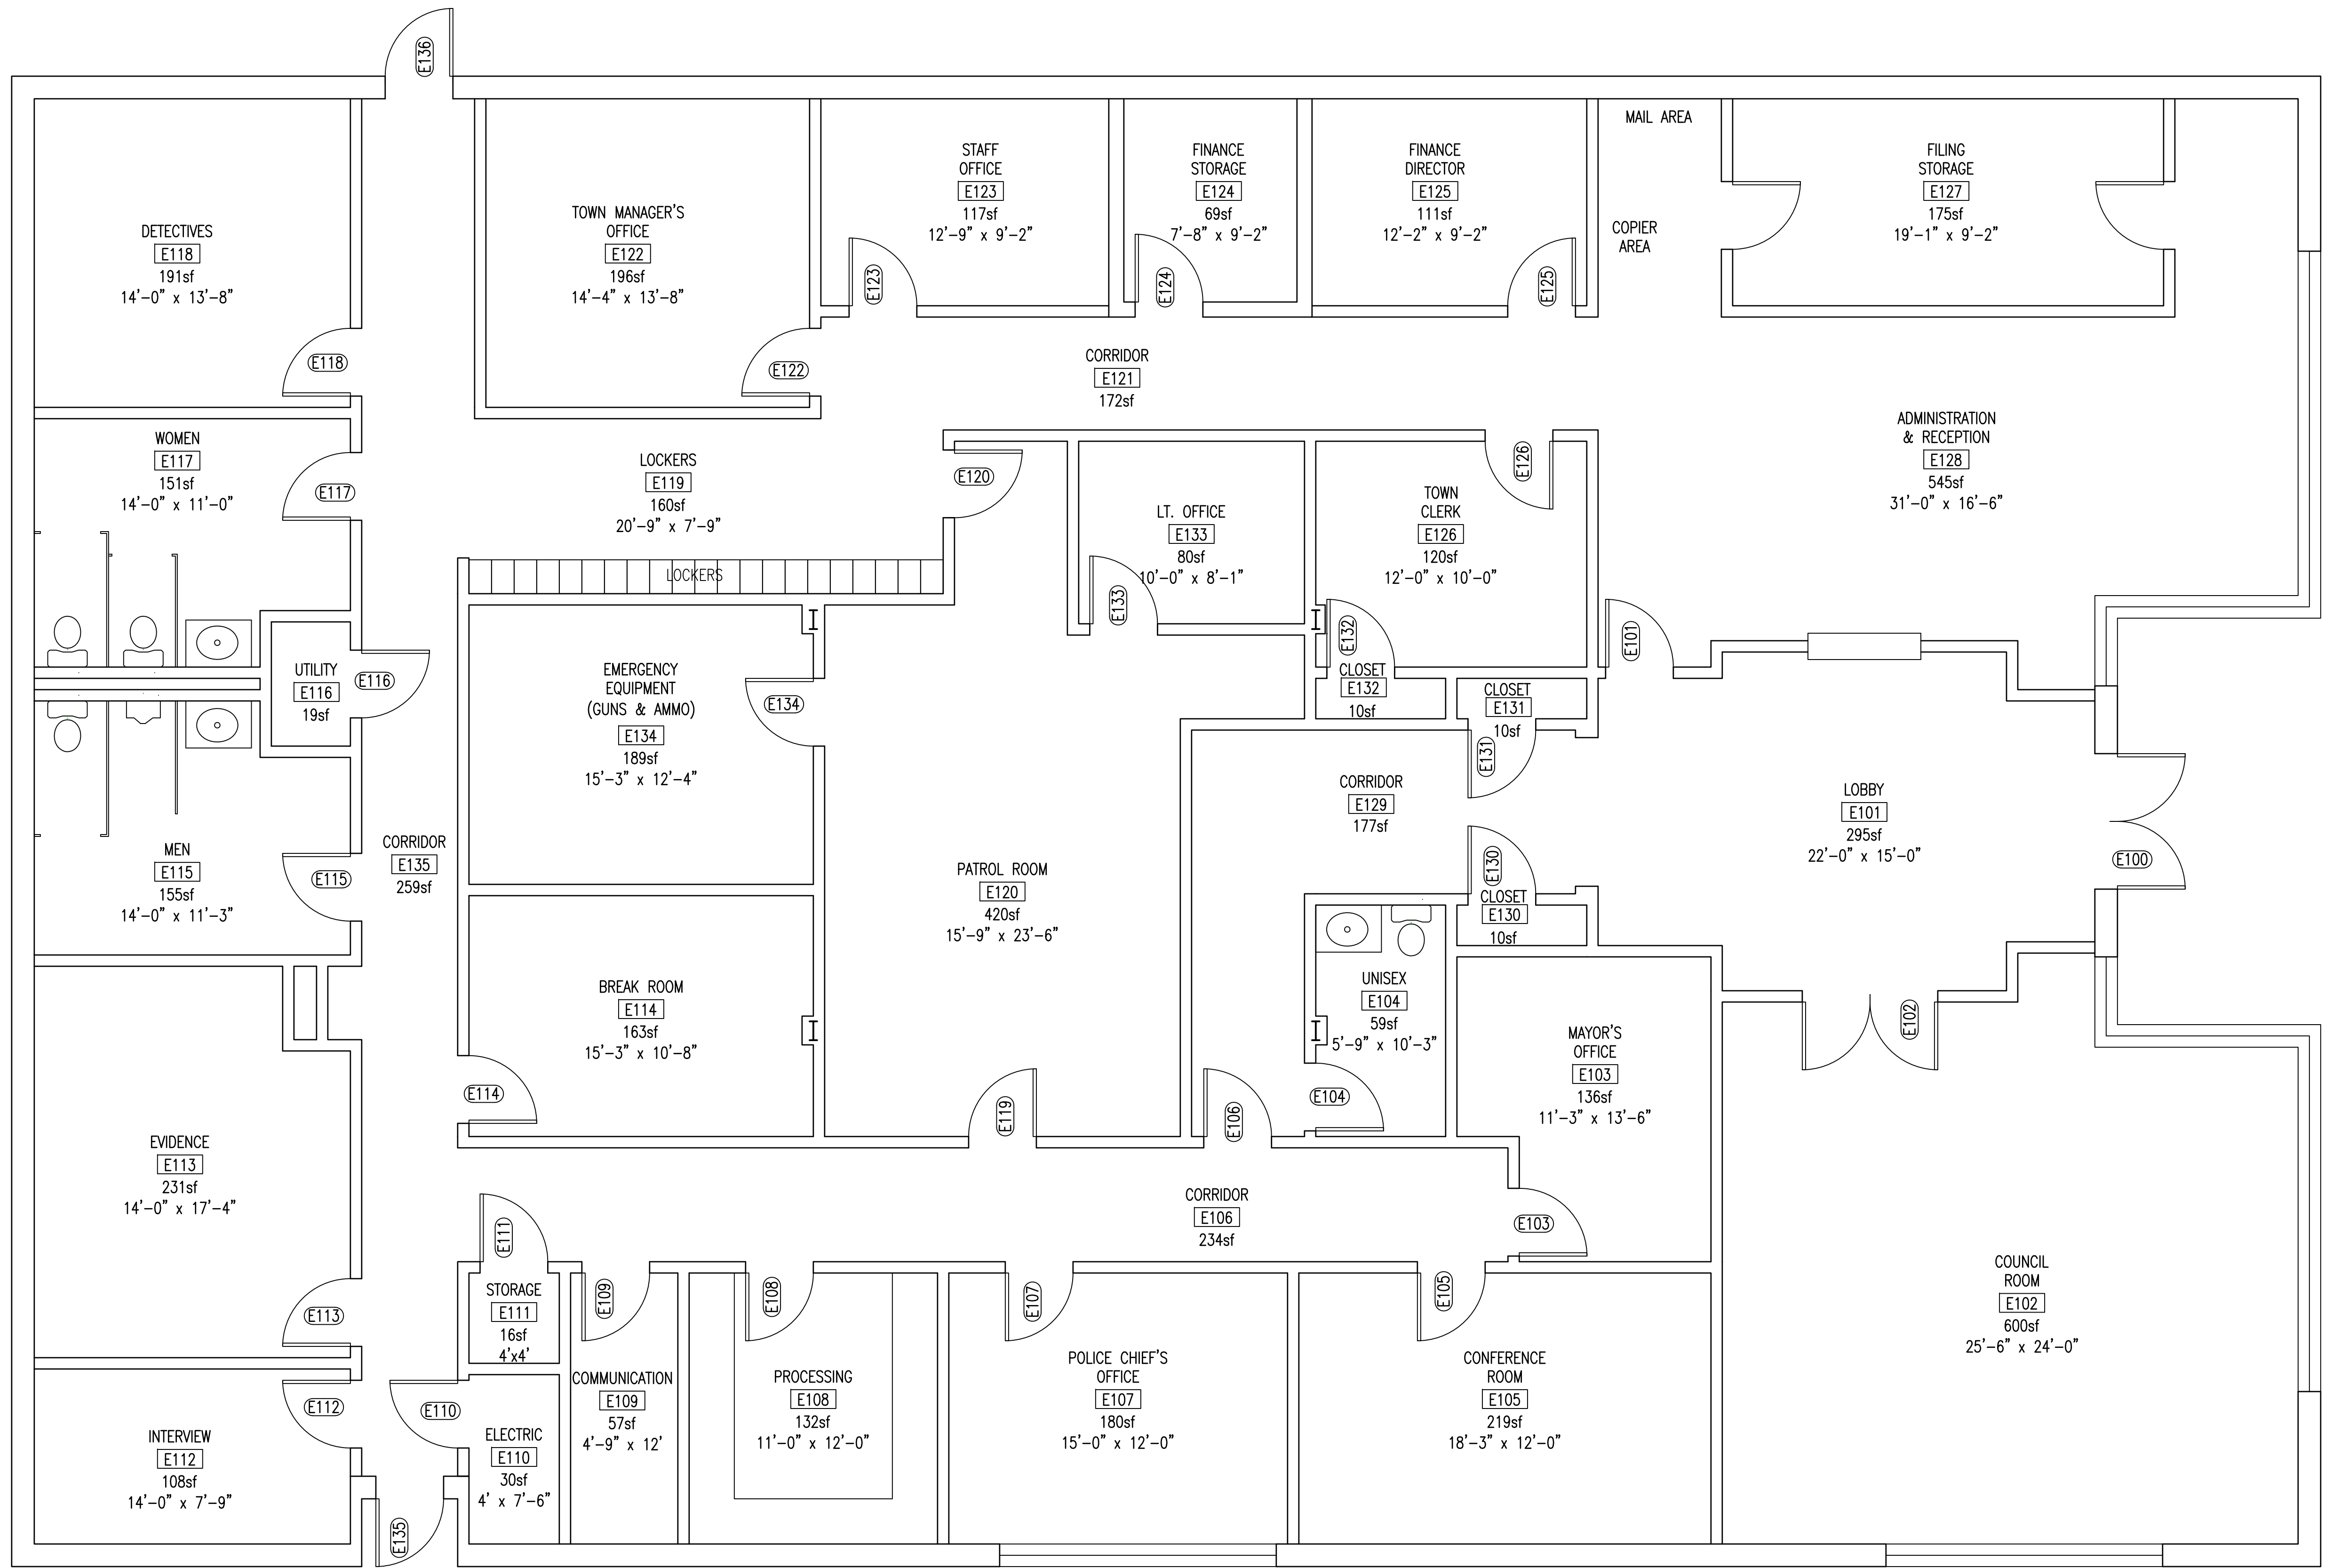 E136
DETECTIVES
E118
191sf
14'-0" x 13'-8"
E118
TOWN MANAGER'S
OFFICE
E122
196sf
14'-4" x 13'-8"
E122
STAFF
OFFICE
E123
117sf
12'-9" x 9'-2"
E123
FINANCE
STORAGE
E124
69sf
7'-8" x 9'-2"
E124
FINANCE
DIRECTOR
E125
111sf
12'-2" x 9'-2"
E125
MAIL AREA
COPIER
AREA
FILING
STORAGE
E127
175sf
19'-1" x 9'-2"
CORRIDOR
E121
172sf
WOMEN
E117
151sf
14'-0" x 11'-0"
E117
LOCKERS
E119
160sf
20'-9" x 7'-9"
LOCKERS
E120
LT. OFFICE
E133
80sf
10'-0" x 8'-1"
E133
TOWN
CLERK
E126
120sf
12'-0" x 10'-0"
E126
ADMINISTRATION
& RECEPTION
E128
545sf
31'-0" x 16'-6"
UTILITY
E116
19sf
E116
EMERGENCY
EQUIPMENT
(GUNS & AMMO)
E134
189sf
15'-3" x 12'-4"
E134
E132
CLOSET
E132
10sf
CLOSET
E131
10sf
E131
E101
MEN
E115
155sf
14'-0" x 11'-3"
E115
CORRIDOR
E135
259sf
PATROL ROOM
E120
420sf
15'-9" x 23'-6"
CORRIDOR
E129
177sf
LOBBY
E101
295sf
22'-0" x 15'-0"
E100
E130
CLOSET
E130
10sf
BREAK ROOM
E114
163sf
15'-3" x 10'-8"
E114
UNISEX
E104
59sf
5'-9" x 10'-3"
E104
E102
MAYOR'S
OFFICE
E103
136sf
11'-3" x 13'-6"
E103
E119
E106
EVIDENCE
E113
231sf
14'-0" x 17'-4"
E113
CORRIDOR
E106
234sf
E111
STORAGE
E111
16sf
4'x4'
E109
COMMUNICATION
E109
57sf
4'-9" x 12'
E108
PROCESSING
E108
132sf
11'-0" x 12'-0"
E107
POLICE CHIEF'S
OFFICE
E107
180sf
15'-0" x 12'-0"
E105
CONFERENCE
ROOM
E105
219sf
18'-3" x 12'-0"
COUNCIL
ROOM
E102
600sf
25'-6" x 24'-0"
INTERVIEW
E112
108sf
14'-0" x 7'-9"
E112
E110
ELECTRIC
E110
30sf
4' x 7'-6"
E135